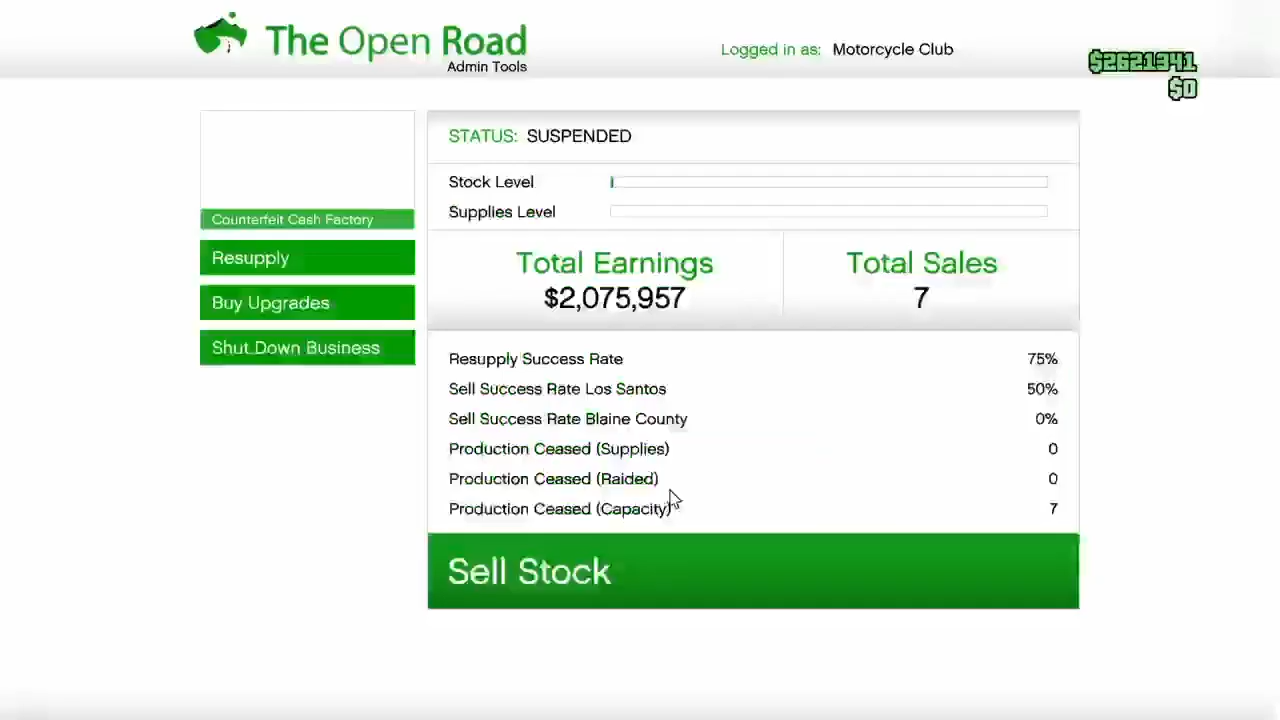 The Open Road
Admin Tools
Logged in as: Motorcycle Club
$2621341
$0
Counterfeit Cash Factory
Resupply
Buy Upgrades
Shut Down Business
STATUS: SUSPENDED
Stock Level
Supplies Level
Total Earnings
$2,075,957
Total Sales
7
Resupply Success Rate 75%
Sell Success Rate Los Santos 50%
Sell Success Rate Blaine County 0%
Production Ceased (Supplies) 0
Production Ceased (Raided) 0
Production Ceased (Capacity) 7
Sell Stock